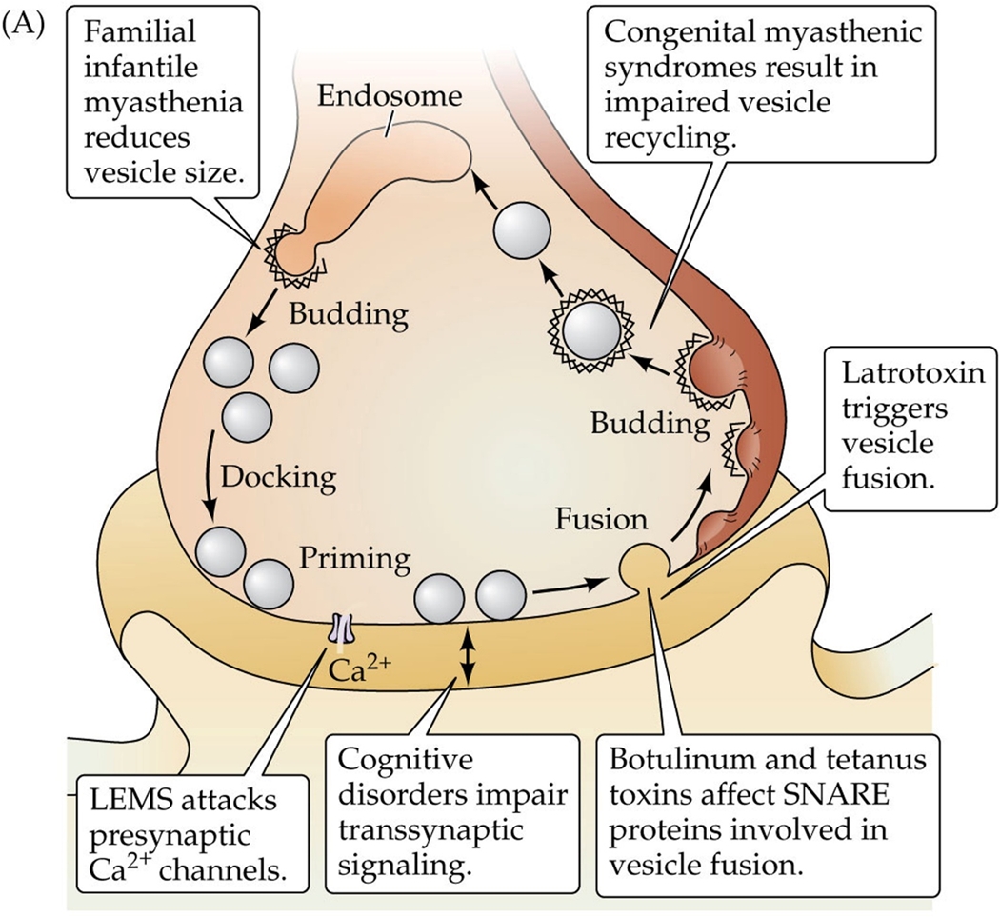 (A)
Familial
infantile
myasthenia
reduces
vesicle size.
Congenital myasthenic
syndromes result in
impaired vesicle
recycling.
Endosome
Budding
Budding
Latrotoxin
triggers
vesicle
fusion.
Docking
Fusion
Priming
Ca²⁺
LEMS attacks
presynaptic
Ca²⁺ channels.
Cognitive
disorders impair
transsynaptic
signaling.
Botulinum and tetanus
toxins affect SNARE
proteins involved in
vesicle fusion.